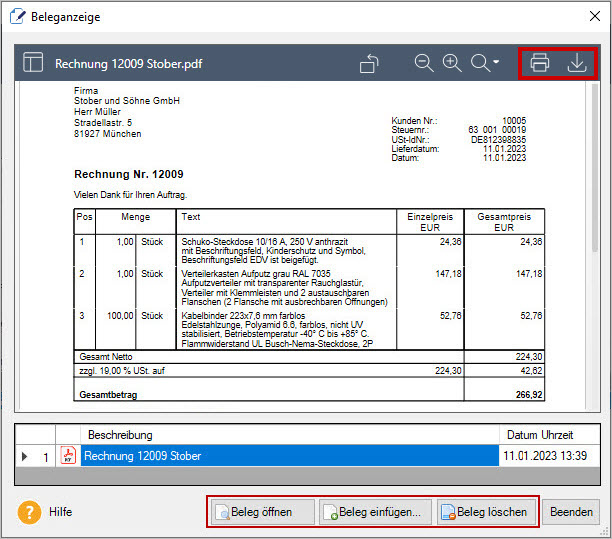 Beleganzeige
Rechnung 12009 Stober.pdf
Firma
Stober und Söhne GmbH
Herr Müller
Stradellastr. 5
81927 München
Kunden Nr.: 10005
Steuernr.: 63 001 00019
USt-IdNr.: DE812398835
Lieferdatum: 11.01.2023
Datum: 11.01.2023
Rechnung Nr. 12009
Vielen Dank für Ihren Auftrag.
Pos Menge Text Einzelpreis EUR Gesamtpreis EUR
1 1,00 Stück Schuko-Steckdose 10/16 A, 250 V anthrazit 24,36 24,36
mit Beschriftungsfeld, Kinderschutz und Symbol,
Beschriftungsfeld EDV ist beigefügt.
2 1,00 Stück Verteilerkasten Aufputz grau RAL 7035 147,18 147,18
Aufputzverteiler mit transparenter Rauchglastür,
Verteiler mit Klemmleisten und 2 austauschbaren
Flanschen (2 Flansche mit ausbrechbaren Öffnungen)
3 100,00 Stück Kabelbinder 223x7,6 mm farblos 52,76 52,76
Edelstahlzunge, Polyamid 6.6, farblos, nicht UV
stabilisiert, Betriebstemperatur -40° C bis +85° C.
Flammwiderstand UL Busch-Nema-Steckdose, 2P
Gesamt Netto 224,30
zzgl. 19,00 % USt. auf 224,30 42,62
Gesamtbetrag 266,92
Beschreibung Datum Uhrzeit
1 Rechnung 12009 Stober 11.01.2023 13:39
Hilfe
Beleg öffnen
Beleg einfügen...
Beleg löschen
Beenden